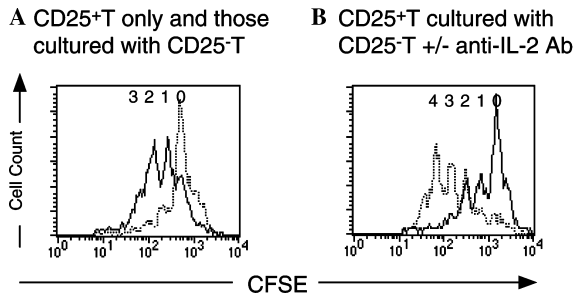 A CD25⁺T only and those
cultured with CD25⁻T
B CD25⁺T cultured with
CD25⁻T +/- anti-IL-2 Ab
Cell Count
3 2 1 0
10⁰ 10¹ 10² 10³ 10⁴
4 3 2 1 0
10⁰ 10¹ 10² 10³ 10⁴
CFSE